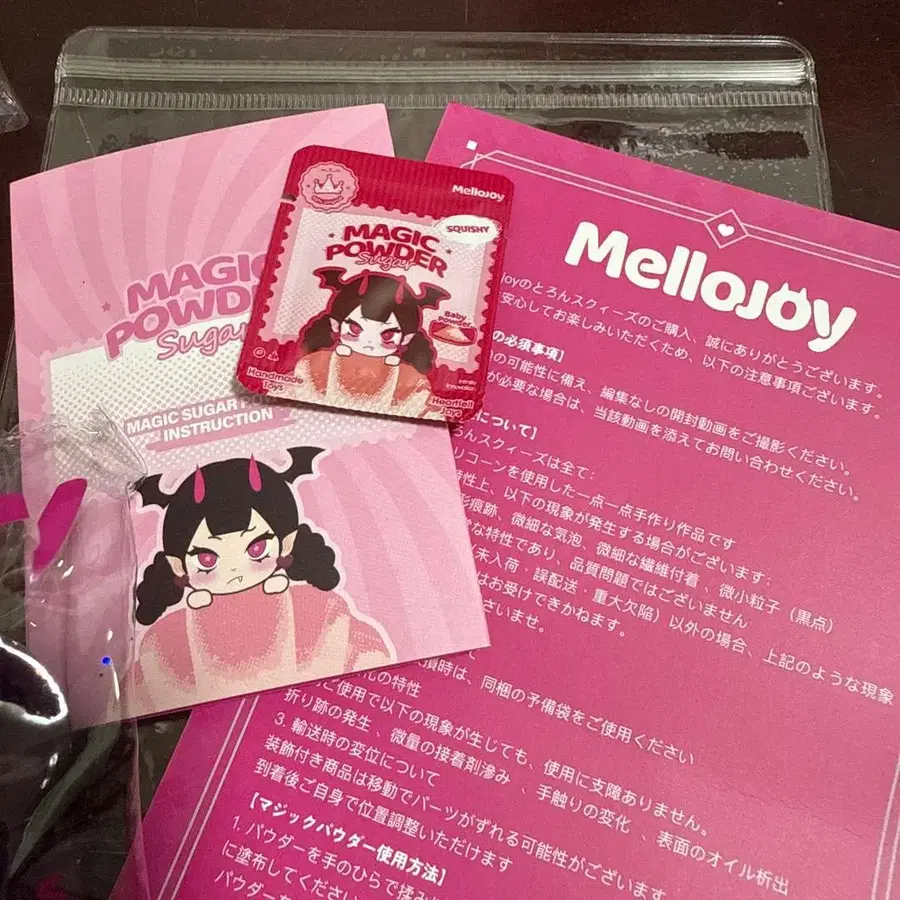 MAGIC
POWDER
Sugar
MAGIC SUGAR
INSTRUCTION
MelloJoy
SQUISHY
MAGIC
POWDER
Sugar
Baby
Powder
Handmade
Toys
Infinite
Innovation
Heartfelt
Joys
MelloJoy
joyのとろんスクィーズのご購入、誠にありがとうございます。
安心してお楽しみいただくため、以下の注意事項ございます。
の必須事項】
の可能性に備え、編集なしの開封動画をご撮影ください。
が必要な場合は、当該動画を添えてお問い合わせください。
について】
ろんスクィーズは全て:
リコーンを使用した一点一点手作り作品です
性上、以下の現象が発生する場合がございます:
形痕跡、微細な気泡、微細な繊維付着、微小粒子(黒点)
な特性であり、品質問題ではございません
未入荷・誤配送・重大欠陥)以外の場合、上記のような現象
はお受けできかねます。
さいませ。
て
損時は、同梱の予備袋をご使用ください
化の特性
ご使用で以下の現象が生じても、使用に支障ありません。
折り跡の発生、微量の接着剤滲み、手触りの変化、表面のオイル析出
3. 輸送時の変位について
装飾付き商品は移動でパーツがずれる可能性がございます
到着後ご自身で位置調整いただけます
【マジックパウダー使用方法】
1. パウダーを手のひらで揉み
に塗布してください
パウダーな